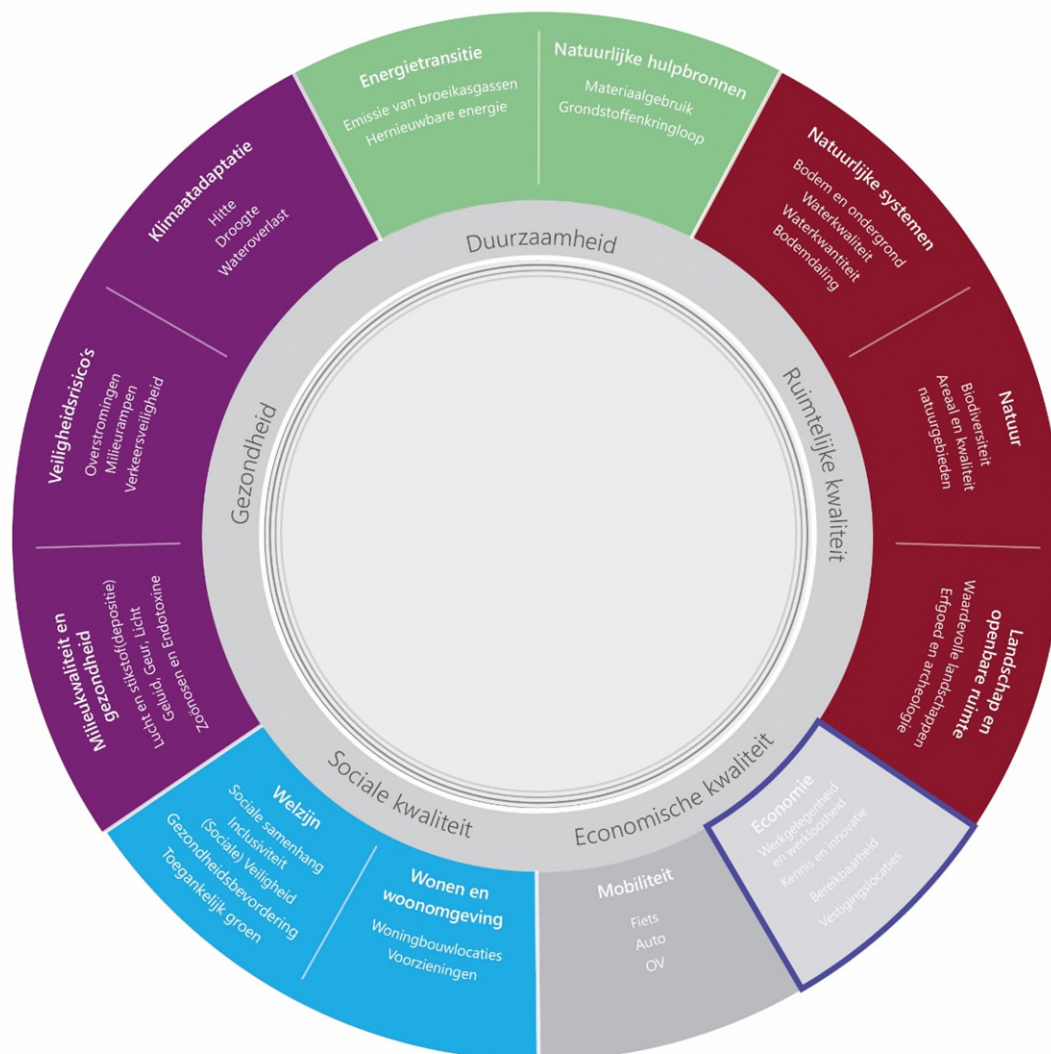 Energietransitie
Emissie van broeikasgassen
Hernieuwbare energie
Natuurlijke hulpbronnen
Materiaalgebruik
Grondstoffenkringloop
Natuurlijke systemen
Bodem en ondergrond
Waterkwaliteit
Waterkwantiteit
Bodemdaling
Natuur
Biodiversiteit
Areaal en kwaliteit
natuurgebieden
Landschap en
openbare ruimte
Waardevolle landschappen
Erfgoed en archeologie
Economie
Werkgelegenheid
en werkloosheid
Kennis en innovatie
Bereikbaarheid
Vestigingslocaties
Mobiliteit
Fiets
Auto
OV
Wonen en
woonomgeving
Woningbouwlocaties
Voorzieningen
Welzijn
Sociale samenhang
Inclusiviteit
(Sociale) Veiligheid
Gezondheidsbevordering
Toegankelijk groen
Milieukwaliteit en
gezondheid
Lucht en stikstof(depositie)
Geluid, Geur, Licht
Zoönosen en Endotoxine
Veiligheidsrisico's
Overstromingen
Milieurampen
Verkeersveiligheid
Klimaatadaptatie
Hitte
Droogte
Wateroverlast
Duurzaamheid
Ruimtelijke kwaliteit
Economische kwaliteit
Sociale kwaliteit
Gezondheid